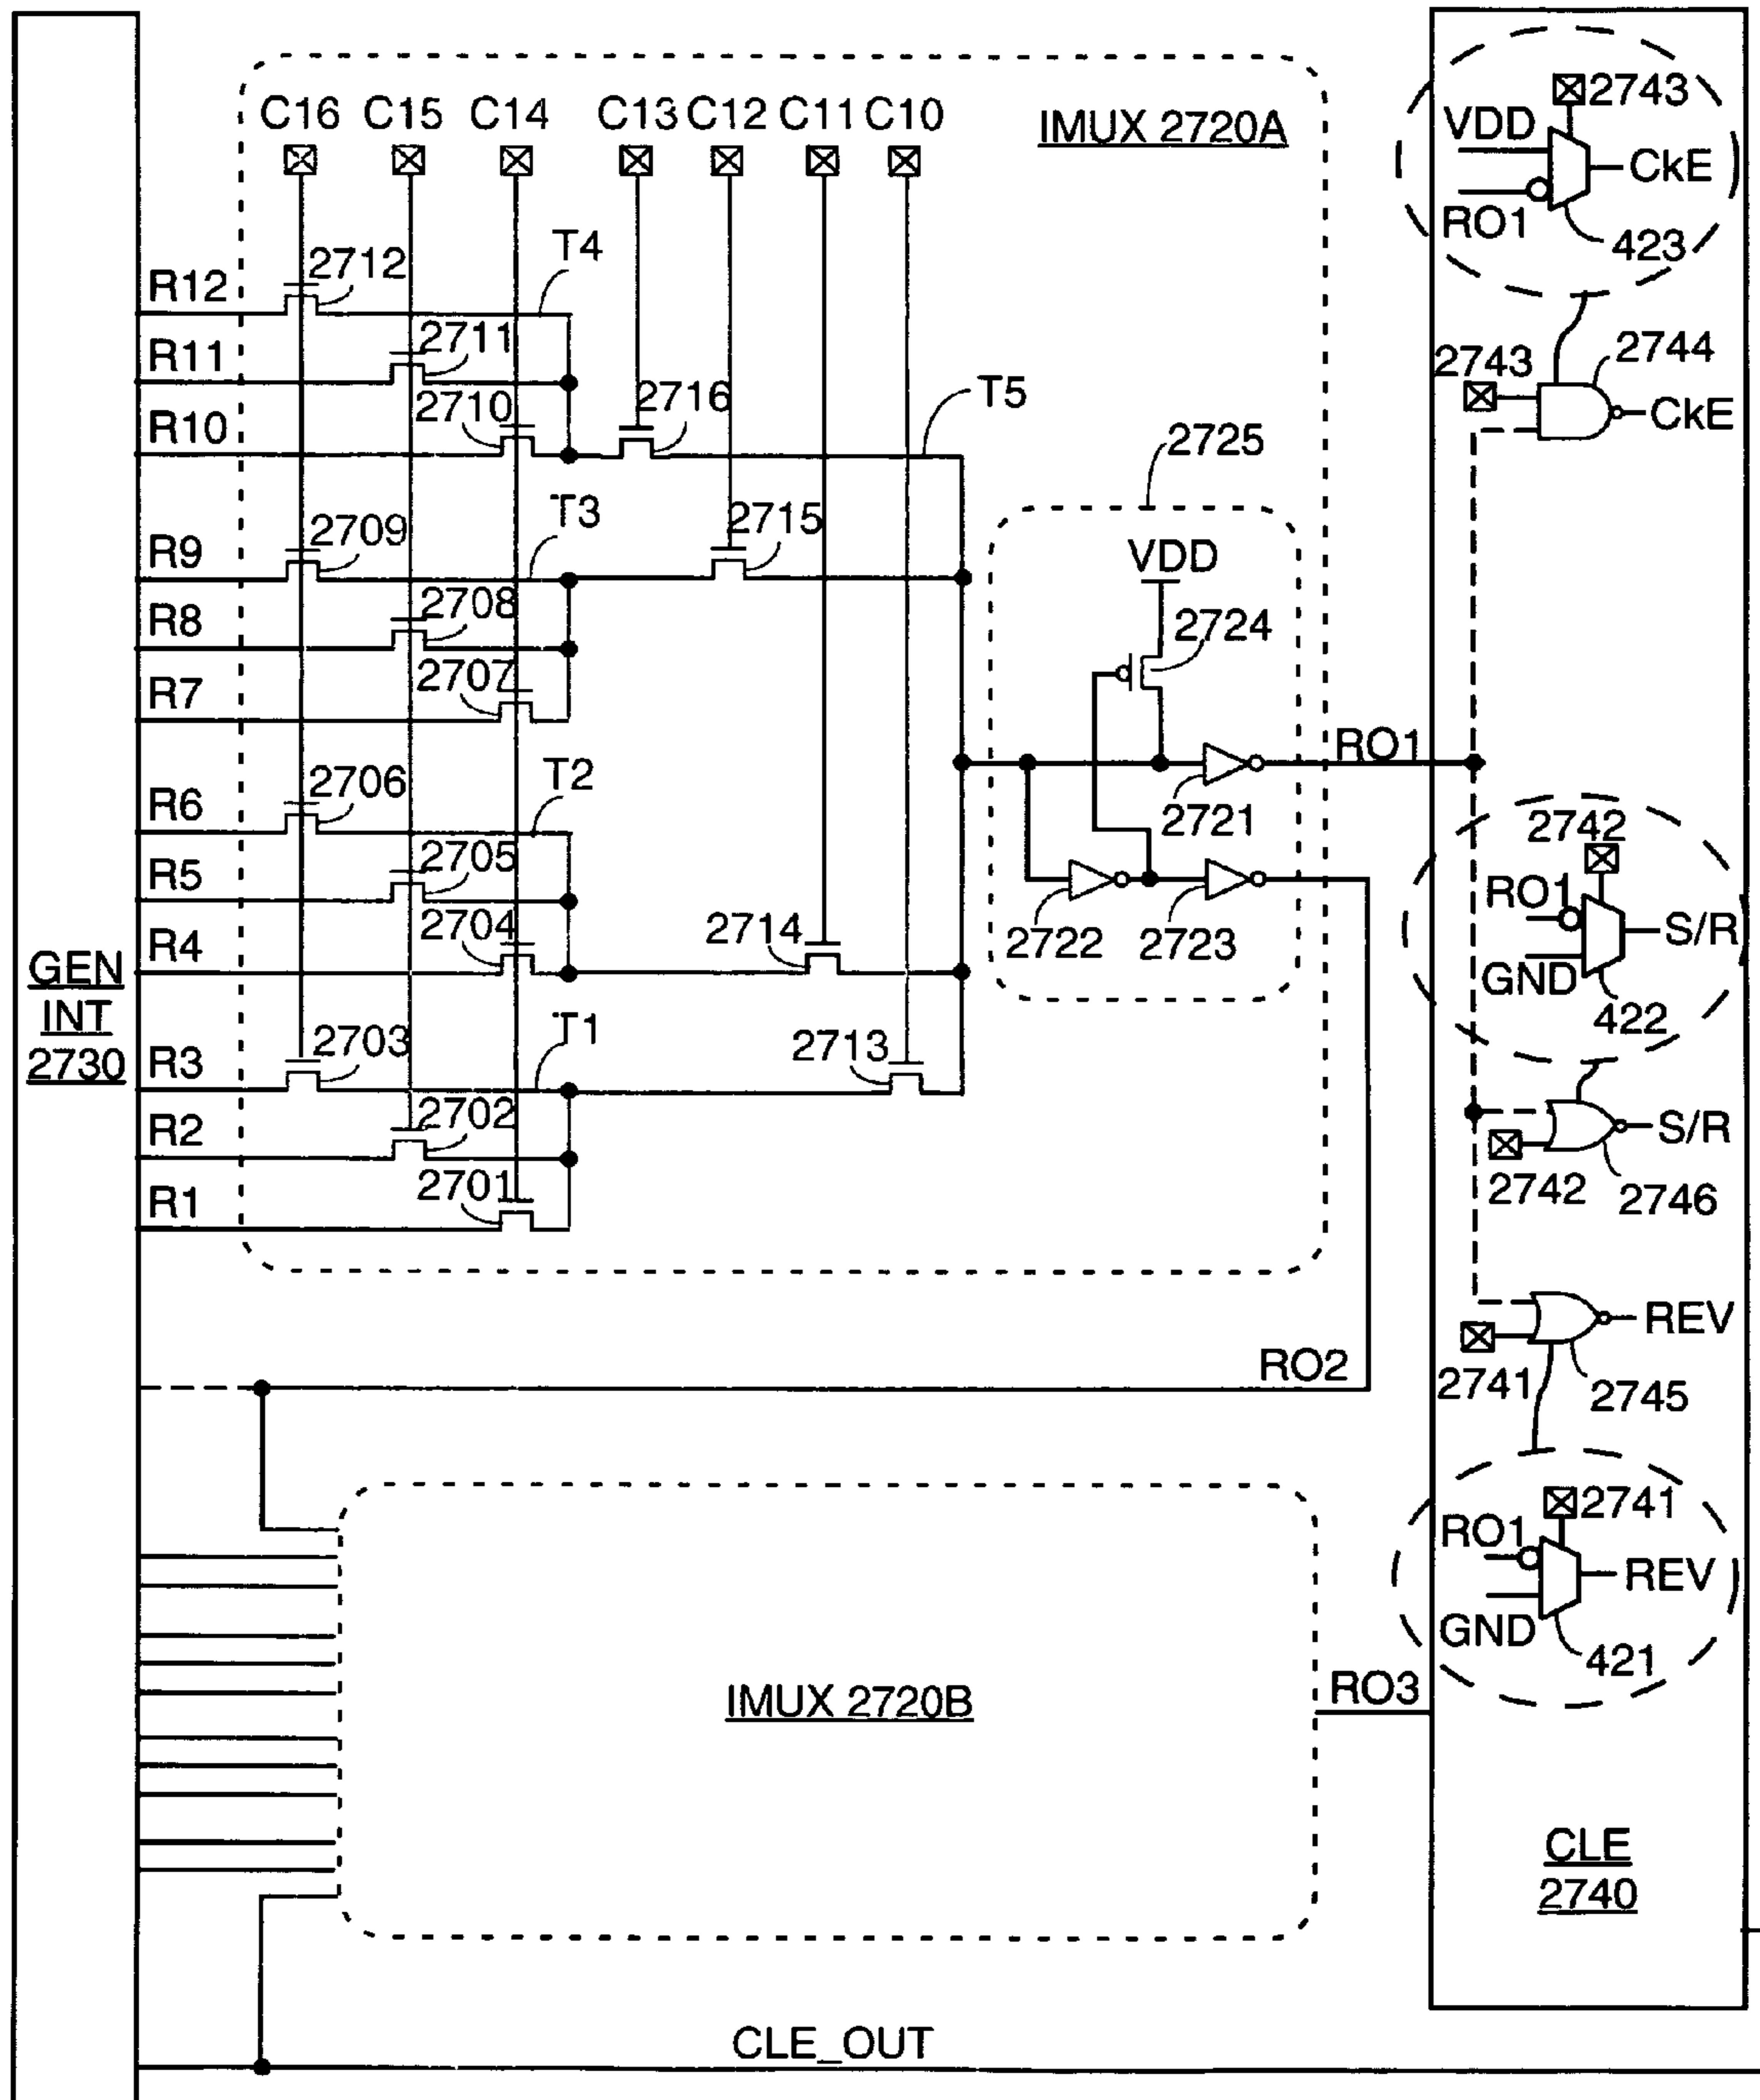 C16 C15 C14 C13 C12 C11 C10
IMUX 2720A
2743
VDD
CkE
RO1
423
2712
T4
R12
2711
R11
2710
R10
2716
T5
2743
2744
CkE
2725
2709
T3
R9
2715
VDD
2708
R8
2724
2707
R7
RO1
2706
T2
R6
2721
2742
2705
R5
RO1
S/R
2704
2714
2722
2723
R4
GND
422
GEN
INT
2730
2703
T1
2713
R3
2702
R2
S/R
2701
2742
2746
R1
REV
RO2
2741
2745
2741
RO1
REV
GND
421
IMUX 2720B
RO3
CLE
2740
CLE_OUT